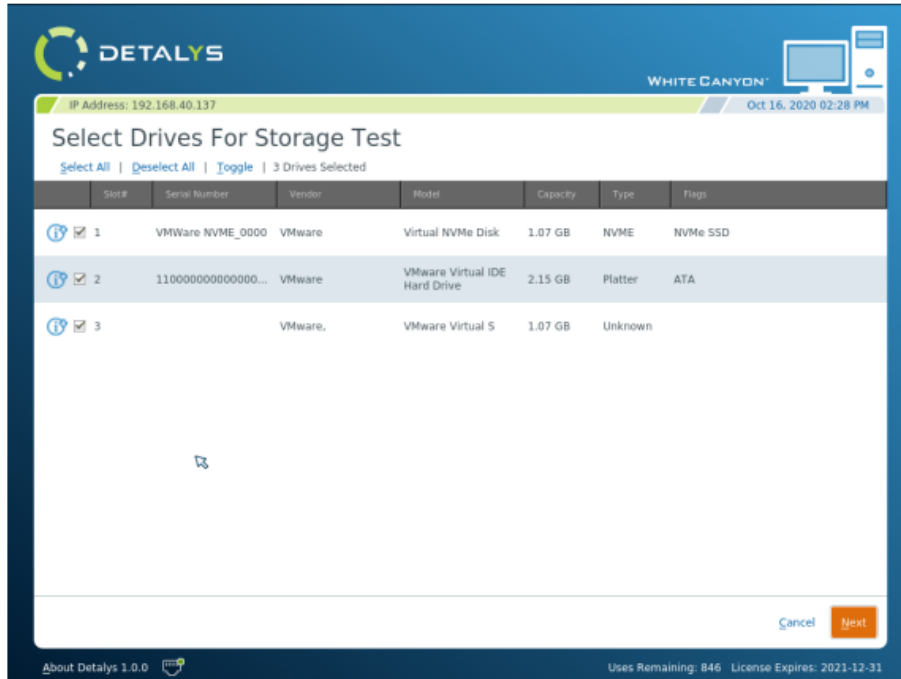 DETALYS
WHITECANYON
IP Address: 192.168.40.137 Oct 16. 2020 02:28 PM
Select Drives For Storage Test
Select All | Deselect All | Toggle | 3 Drives Selected
Slot# Serial Number Vendor Model Capacity Type Flags
1 VMWare NVME_0000 VMware Virtual NVMe Disk 1.07 GB NVME NVMe SSD
2 110000000000000... VMware VMware Virtual IDE Hard Drive 2.15 GB Platter ATA
3 VMware, VMware Virtual S 1.07 GB Unknown
Cancel Next
About Detalys 1.0.0 Uses Remaining: 846 License Expires: 2021-12-31